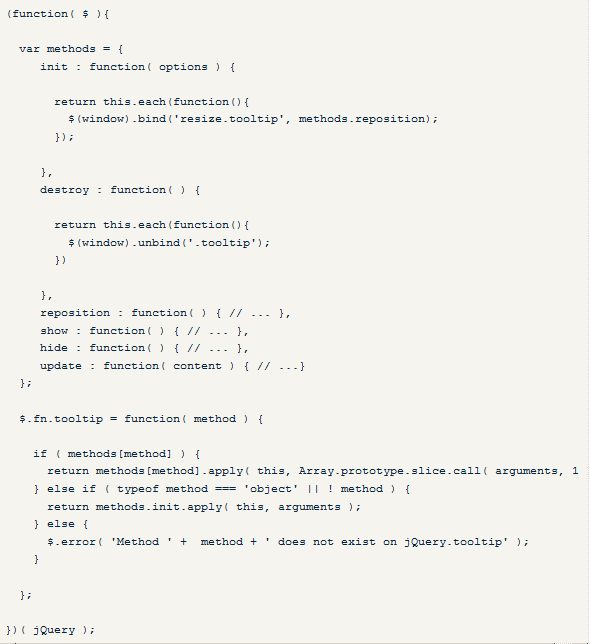 (function( $ ){
var methods = {
init : function( options ) {
return this.each(function(){
$(window).bind('resize.tooltip', methods.reposition);
});
},
destroy : function( ) {
return this.each(function(){
$(window).unbind('.tooltip');
})
},
reposition : function( ) { // ... },
show : function( ) { // ... },
hide : function( ) { // ... },
update : function( content ) { // ...}
};
$.fn.tooltip = function( method ) {
if ( methods[method] ) {
return methods[method].apply( this, Array.prototype.slice.call( arguments, 1
} else if ( typeof method === 'object' || ! method ) {
return methods.init.apply( this, arguments );
} else {
$.error( 'Method ' +  method + ' does not exist on jQuery.tooltip' );
}
};
})( jQuery );